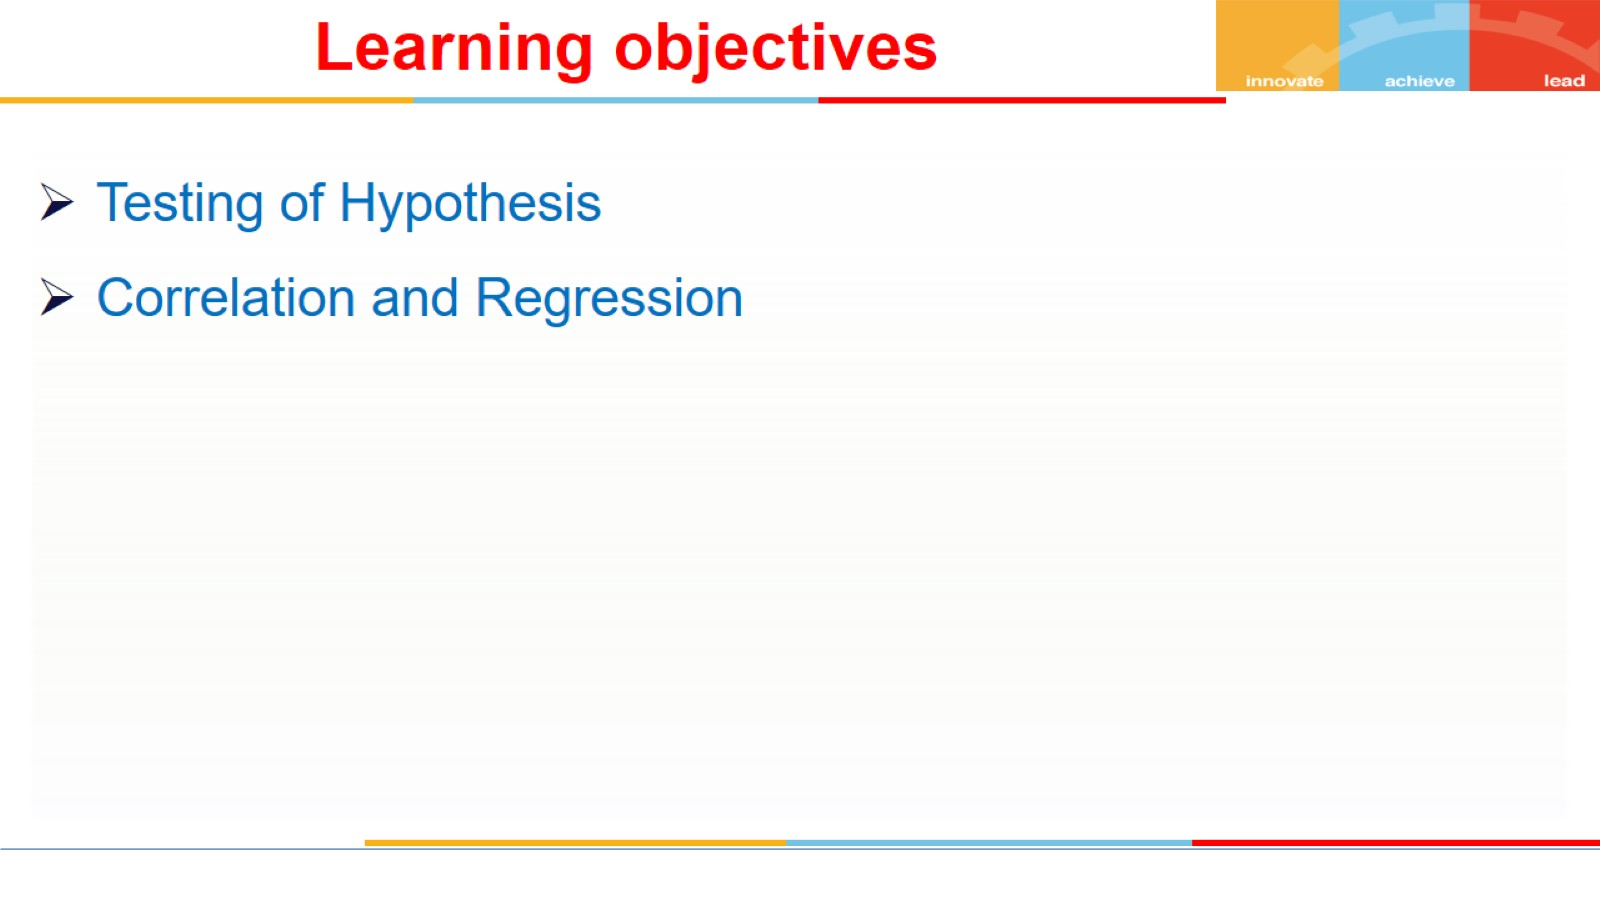 Learning objectives
innovate achieve lead
Testing of Hypothesis
Correlation and Regression